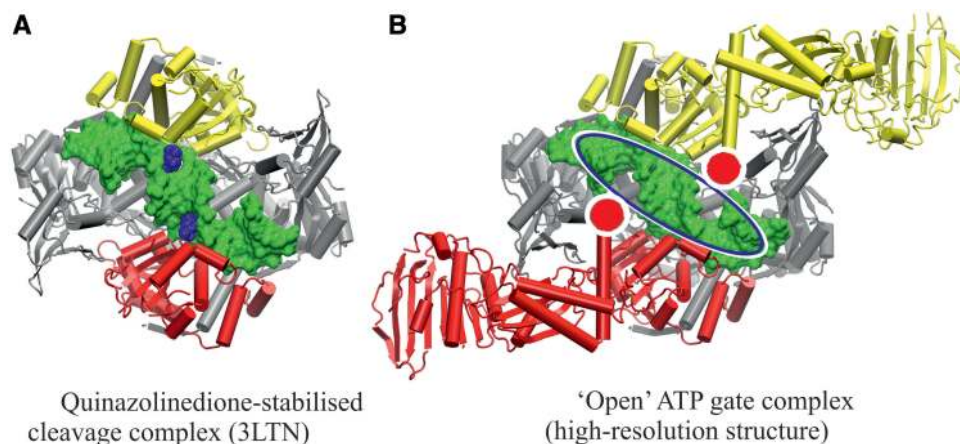 A
B
Quinazolinedione-stabilised
cleavage complex (3LTN)
‘Open’ ATP gate complex
(high-resolution structure)